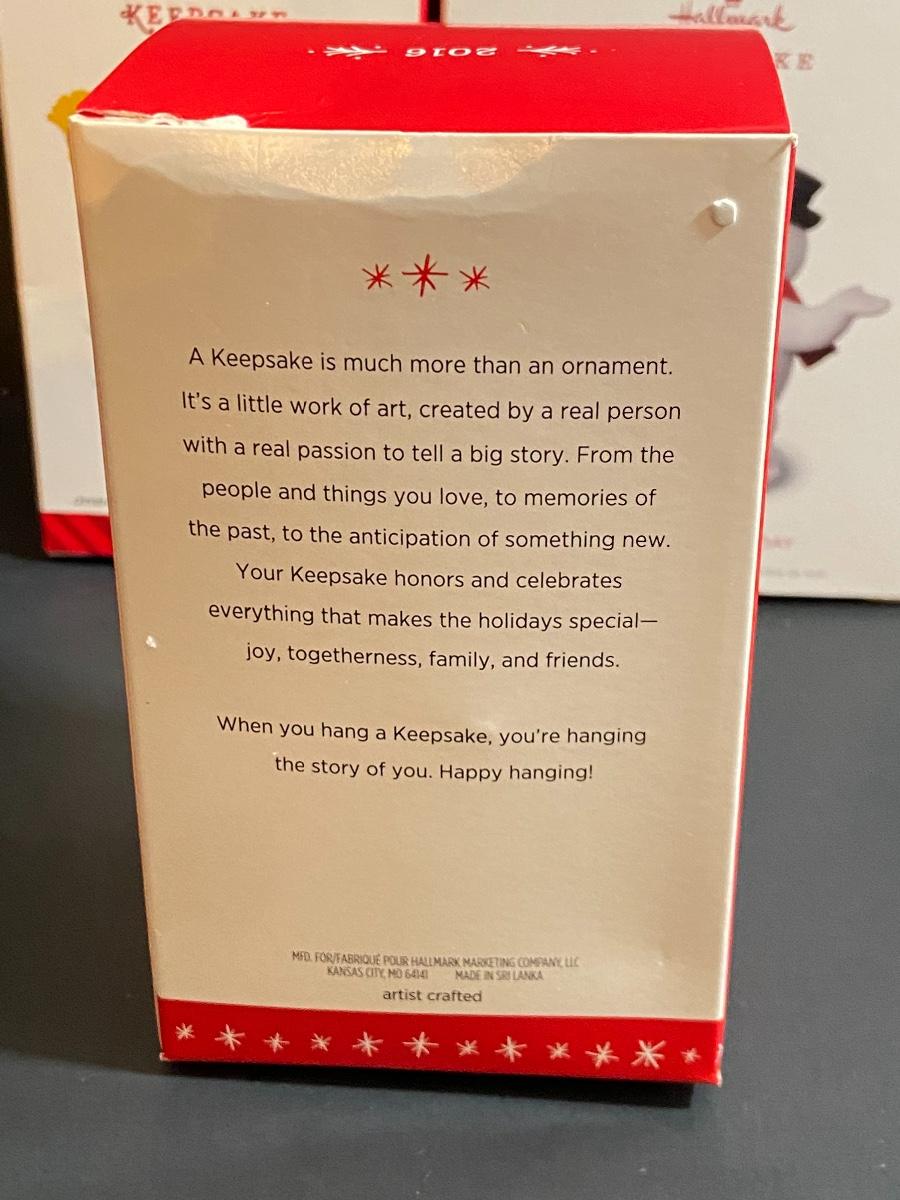 KEEPSAKE
Hallmark
KE
2016
A Keepsake is much more than an ornament.
It's a little work of art, created by a real person
with a real passion to tell a big story. From the
people and things you love, to memories of
the past, to the anticipation of something new.
Your Keepsake honors and celebrates
everything that makes the holidays special—
joy, togetherness, family, and friends.
When you hang a Keepsake, you're hanging
the story of you. Happy hanging!
MFD. FOR/FABRIQUÉ POUR HALLMARK MARKETING COMPANY, LLC
KANSAS CITY, MO 64141 MADE IN SRI LANKA
artist crafted